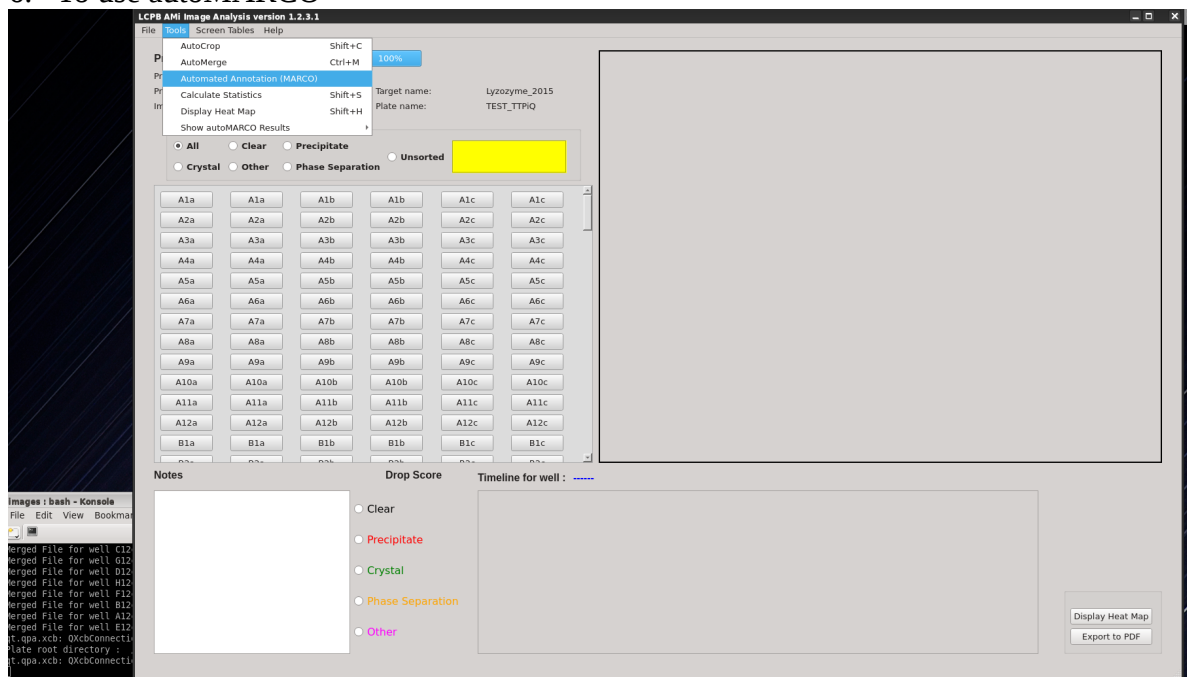 6. To use autoMARCO
LCPB AMi Image Analysis version 1.2.3.1
File Tools Screen Tables Help
AutoCrop Shift+C
AutoMerge Ctrl+M
Automated Annotation (MARCO)
Calculate Statistics Shift+S
Display Heat Map Shift+H
Show autoMARCO Results
100%
Target name: Lyzozyme_2015
Plate name: TEST_TTPiQ
All Clear Precipitate
Unsorted
Crystal Other Phase Separation
A1a A1a A1b A1b A1c A1c
A2a A2a A2b A2b A2c A2c
A3a A3a A3b A3b A3c A3c
A4a A4a A4b A4b A4c A4c
A5a A5a A5b A5b A5c A5c
A6a A6a A6b A6b A6c A6c
A7a A7a A7b A7b A7c A7c
A8a A8a A8b A8b A8c A8c
A9a A9a A9b A9b A9c A9c
A10a A10a A10b A10b A10c A10c
A11a A11a A11b A11b A11c A11c
A12a A12a A12b A12b A12c A12c
B1a B1a B1b B1b B1c B1c
Notes Drop Score Timeline for well : ------
Clear
Precipitate
Crystal
Phase Separation
Other
Display Heat Map
Export to PDF
images : bash - Konsole
File Edit View Bookmar
Merged File for well C12
Merged File for well G12
Merged File for well D12
Merged File for well H12
Merged File for well F12
Merged File for well B12
Merged File for well A12
Merged File for well E12
qt.qpa.xcb: QXcbConnecti
Plate root directory :
qt.qpa.xcb: QXcbConnecti